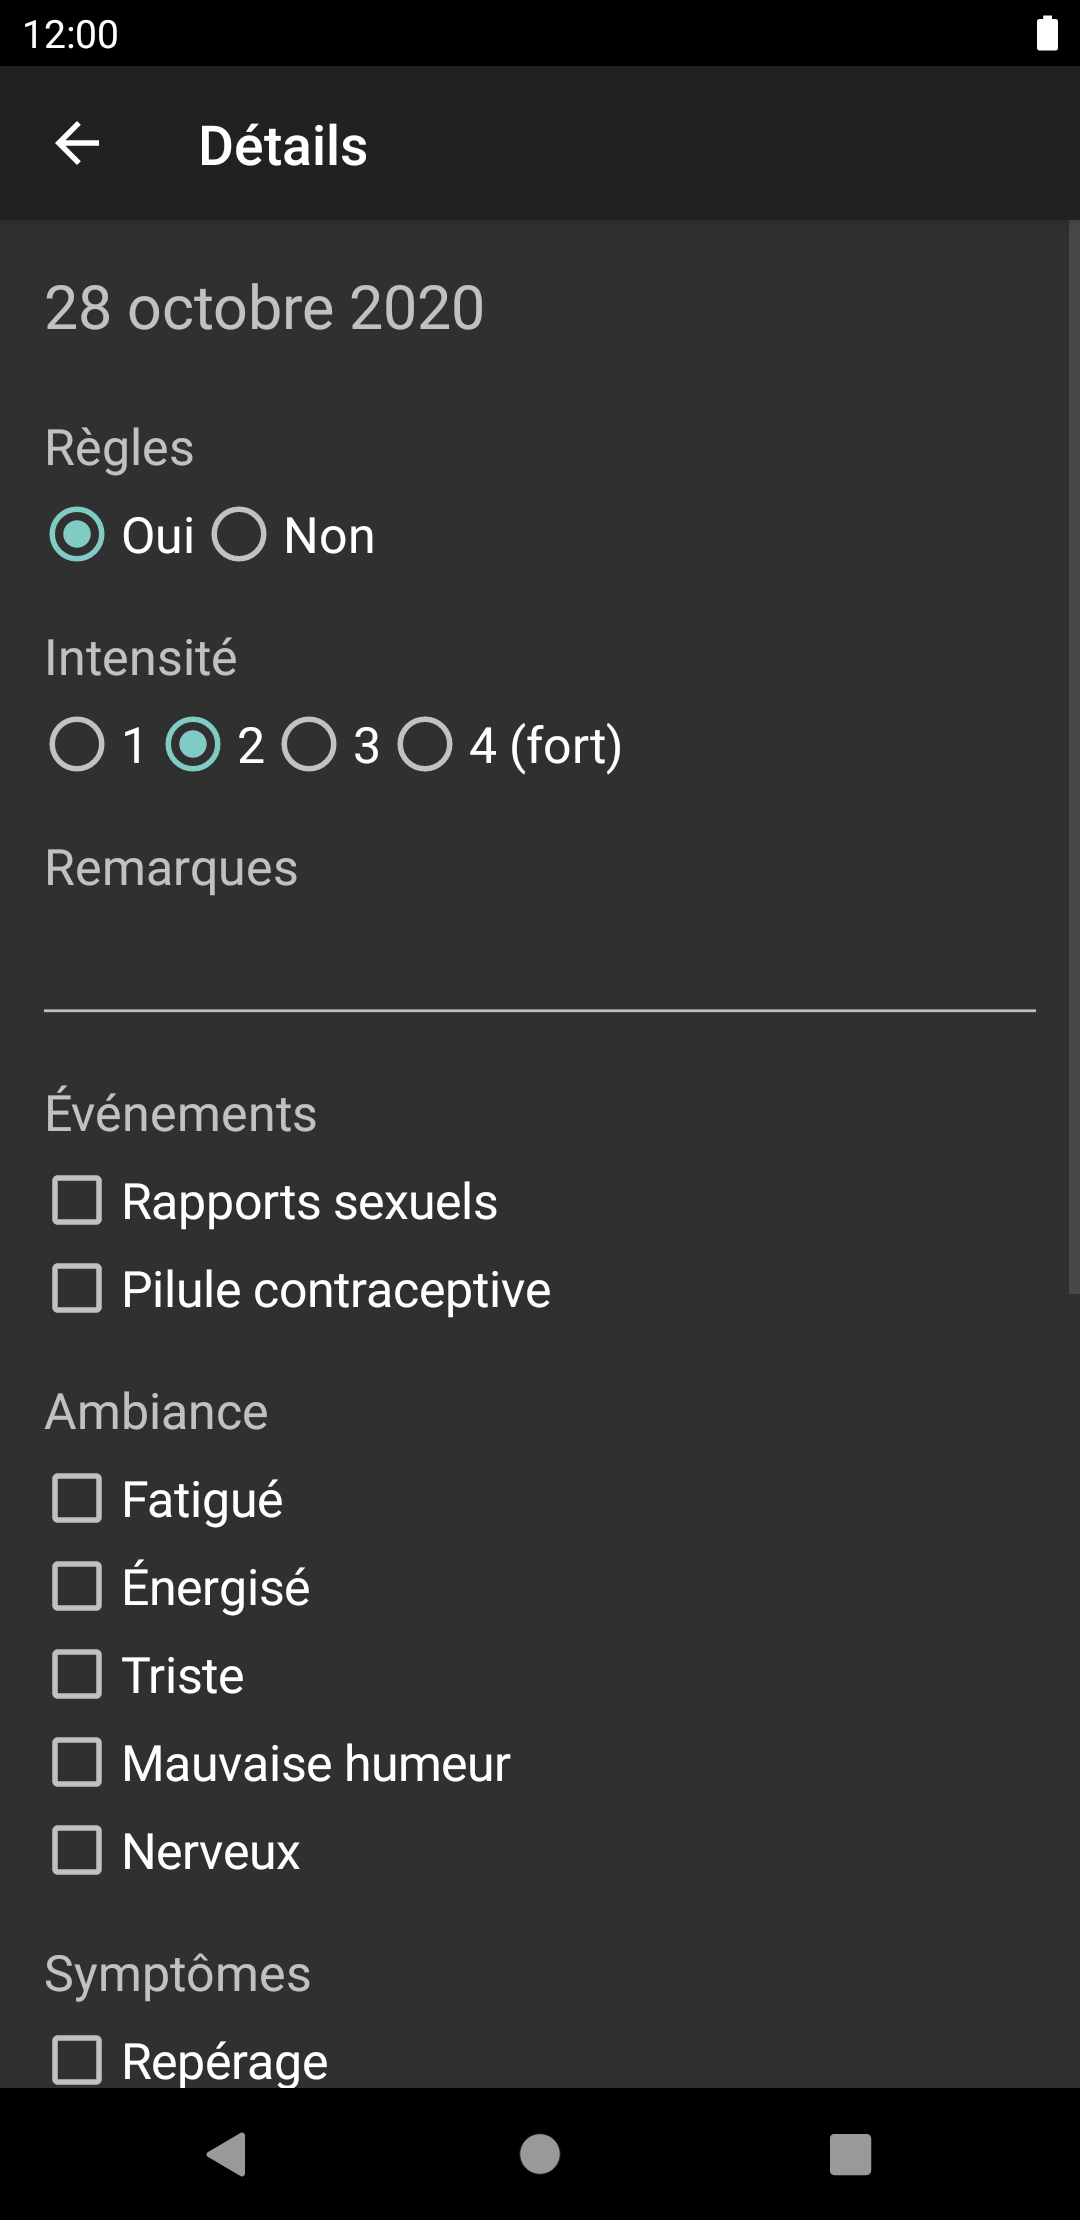 12:00
Détails
28 octobre 2020
Règles
Oui Non
Intensité
1 2 3 4 (fort)
Remarques
Événements
Rapports sexuels
Pilule contraceptive
Ambiance
Fatigué
Énergisé
Triste
Mauvaise humeur
Nerveux
Symptômes
Repérage